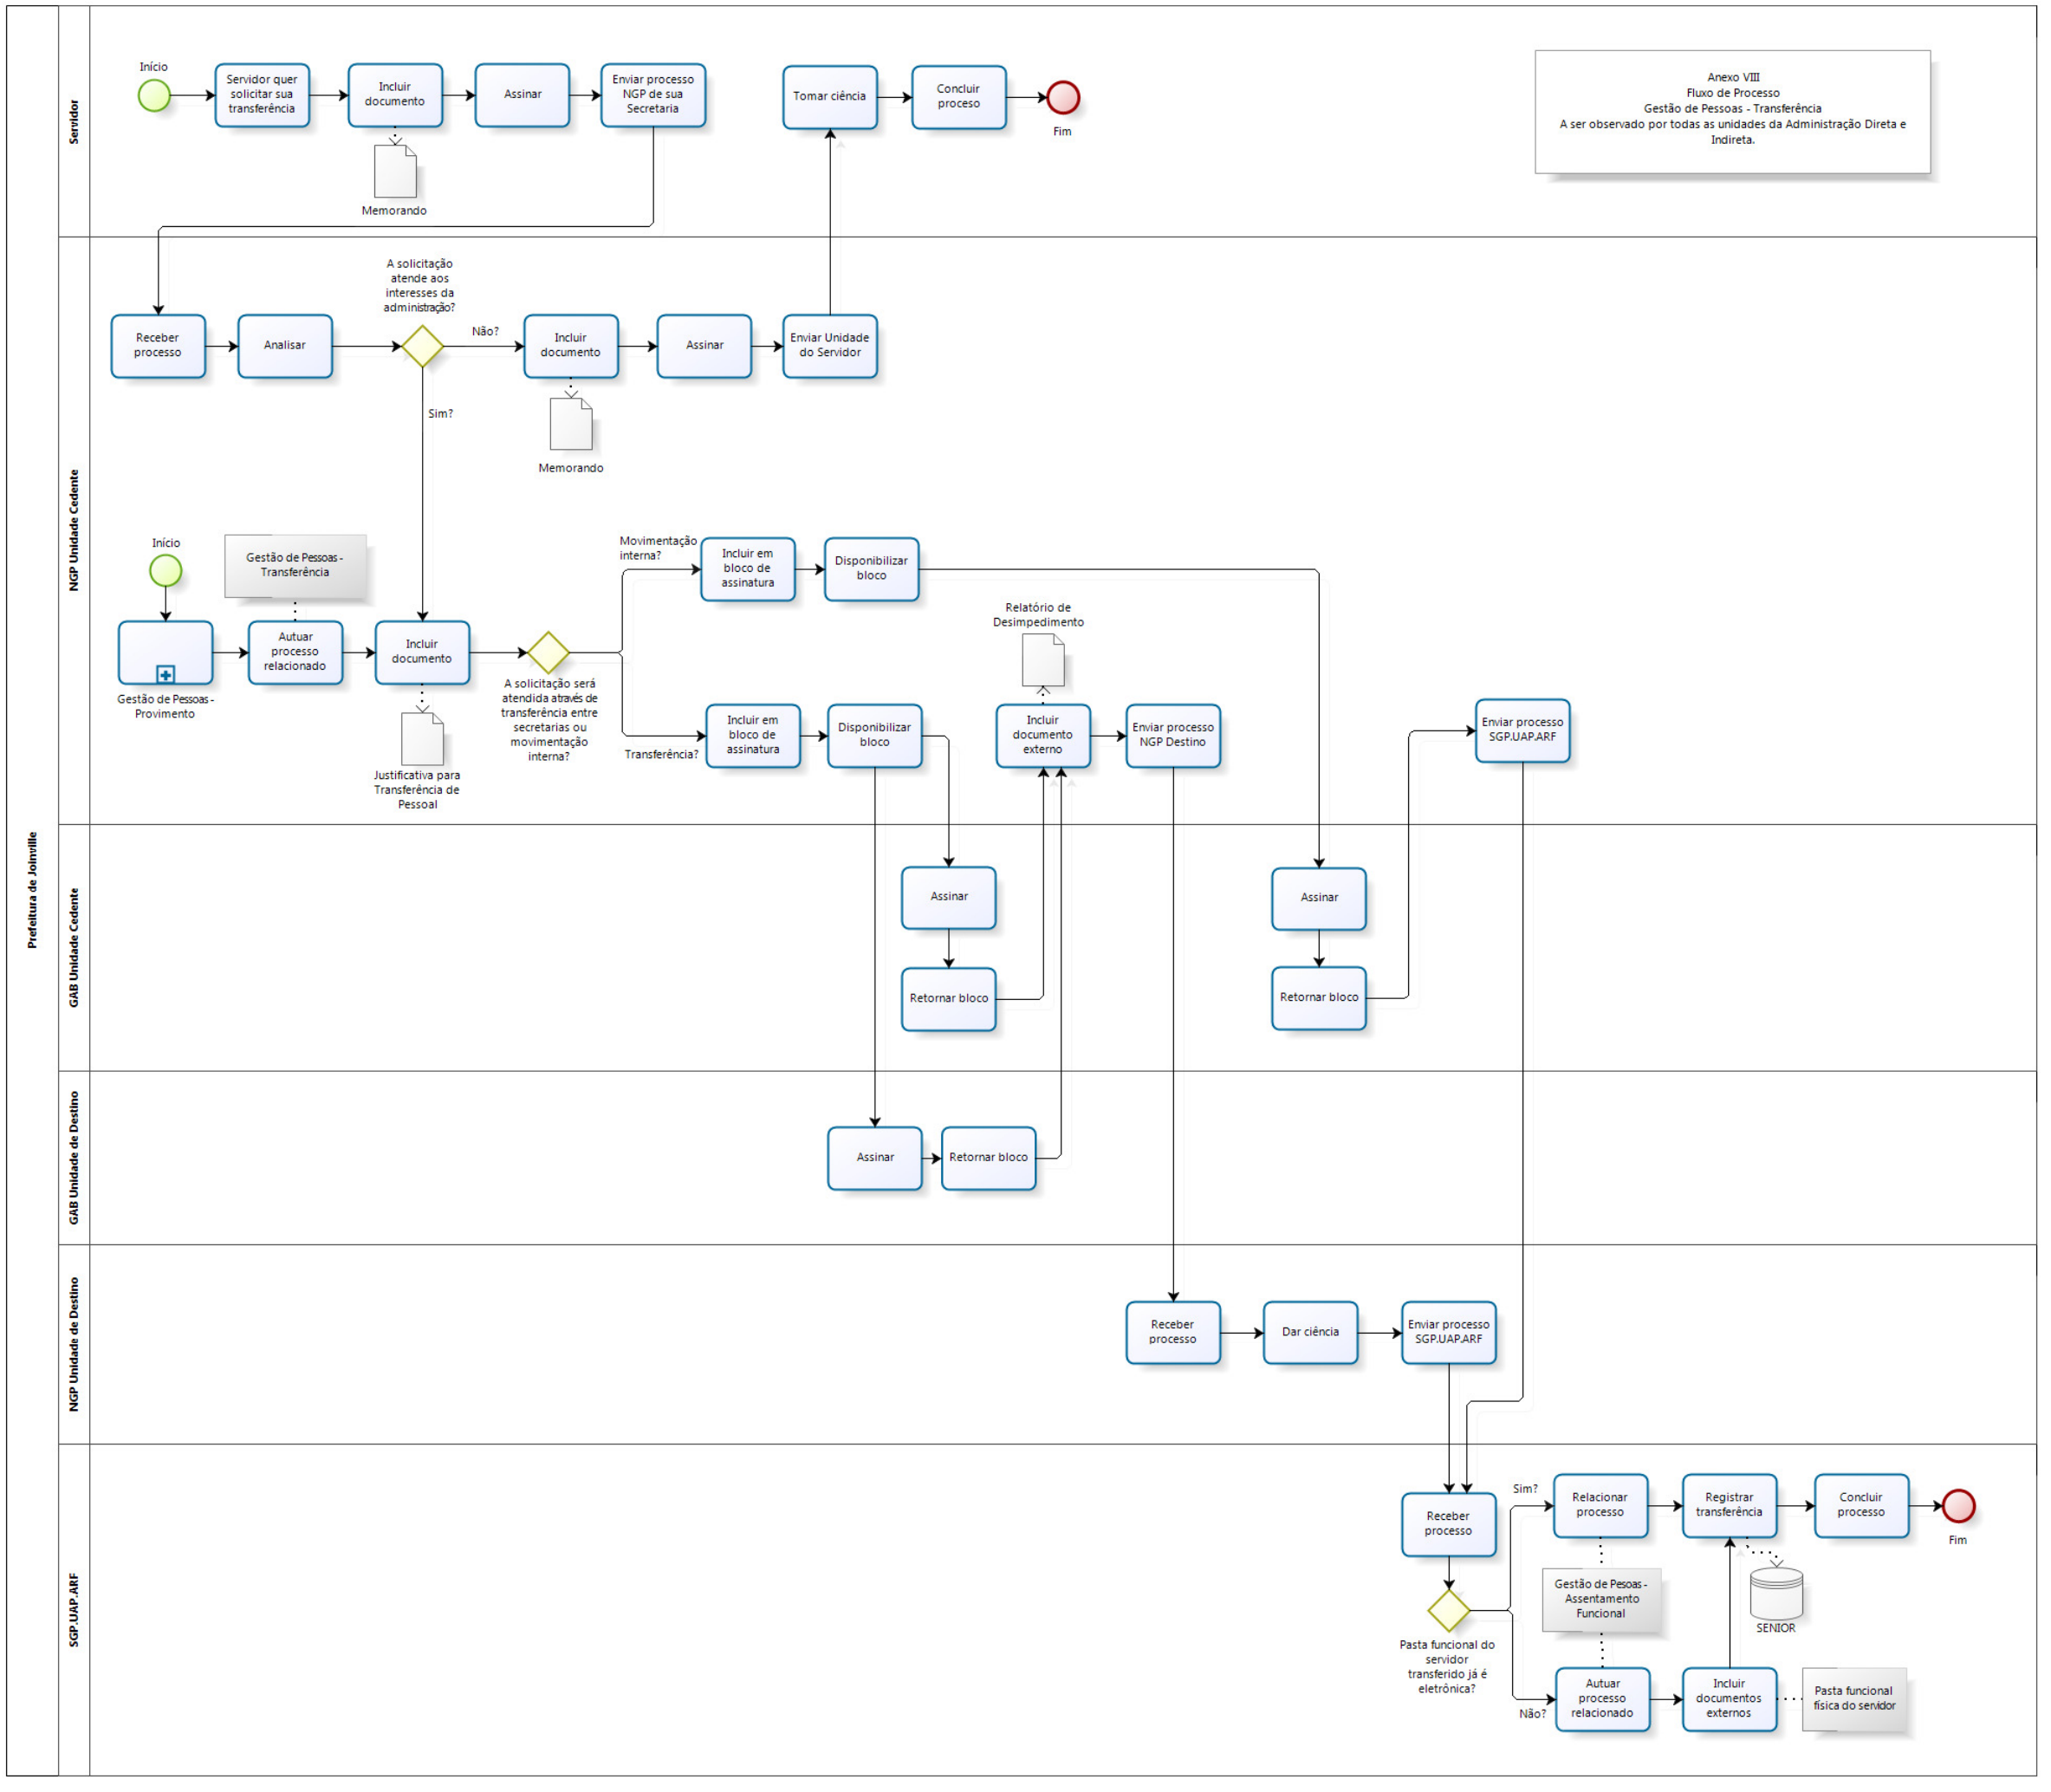 Prefeitura de Joinville
Servidor
Início
Servidor quer
solicitar sua
transferência
Incluir
documento
Memorando
Assinar
Enviar processo
NGP de sua
Secretaria
Tomar ciência
Concluir
proceso
Fim
Anexo VIII
Fluxo de Processo
Gestão de Pessoas - Transferência
A ser observado por todas as unidades da Administração Direta e
Indireta.
NGP Unidade Cedente
Receber
processo
Analisar
A solicitação
atende aos
interesses da
administração?
Não?
Sim?
Incluir
documento
Memorando
Assinar
Enviar Unidade
do Servidor
Início
Gestão de Pessoas -
Provimento
Gestão de Pessoas -
Transferência
Autuar
processo
relacionado
Incluir
documento
Justificativa para
Transferência de
Pessoal
A solicitação será
atendida através de
transferência entre
secretarias ou
movimentação
interna?
Movimentação
interna?
Incluir em
bloco de
assinatura
Disponibilizar
bloco
Transferência?
Incluir em
bloco de
assinatura
Disponibilizar
bloco
Relatório de
Desimpedimento
Incluir
documento
externo
Enviar processo
NGP Destino
Enviar processo
SGP.UAP.ARF
GAB Unidade Cedente
Assinar
Retornar bloco
Assinar
Retornar bloco
GAB Unidade de Destino
Assinar
Retornar bloco
NGP Unidade de Destino
Receber
processo
Dar ciência
Enviar processo
SGP.UAP.ARF
SGP.UAP.ARF
Receber
processo
Pasta funcional do
servidor
transferido já é
eletrônica?
Sim?
Relacionar
processo
Registrar
transferência
Concluir
processo
Fim
Gestão de Pesoas -
Assentamento
Funcional
SENIOR
Não?
Autuar
processo
relacionado
Incluir
documentos
externos
Pasta funcional
física do servidor